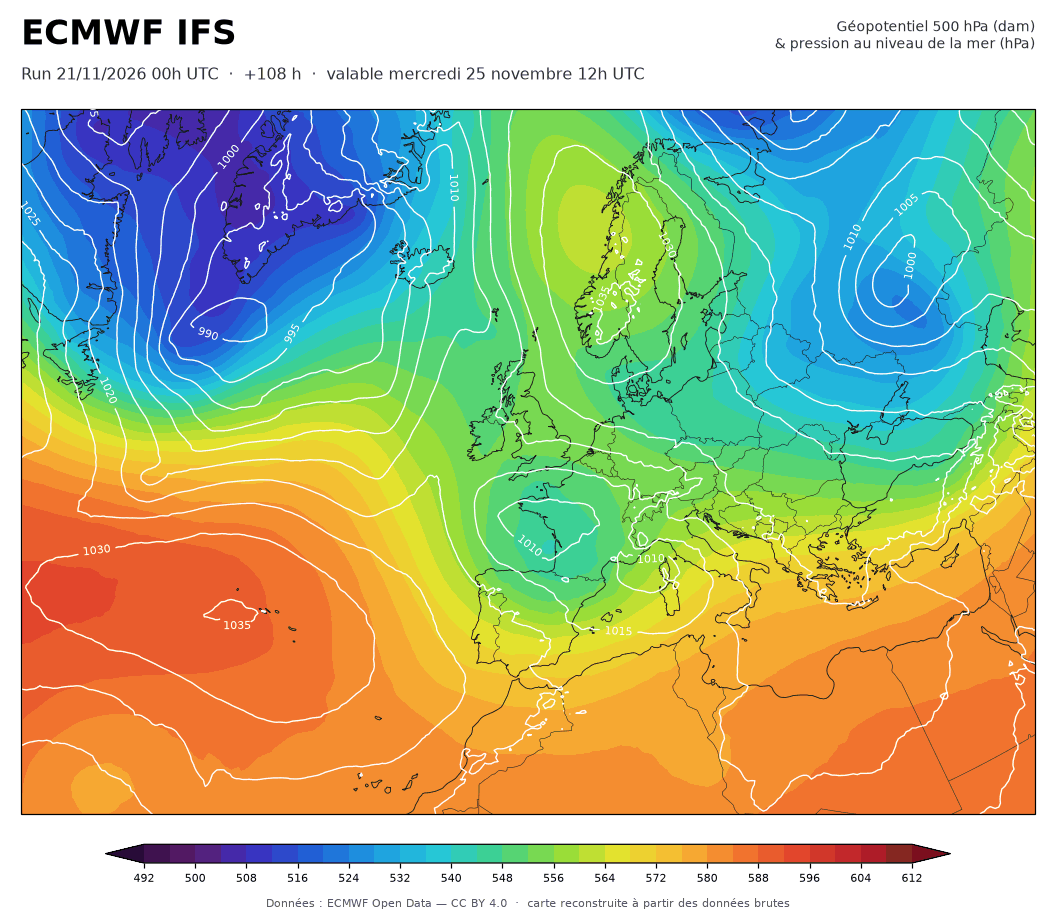 ECMWF IFS
Géopotentiel 500 hPa (dam)
& pression au niveau de la mer (hPa)
Run 21/11/2026 00h UTC · +108 h · valable mercredi 25 novembre 12h UTC
1000
1010
1025
1005
1010
1000
1035
990
995
1020
1010
1010
1030
1035
1015
492 500 508 516 524 532 540 548 556 564 572 580 588 596 604 612
Données : ECMWF Open Data — CC BY 4.0 · carte reconstruite à partir des données brutes